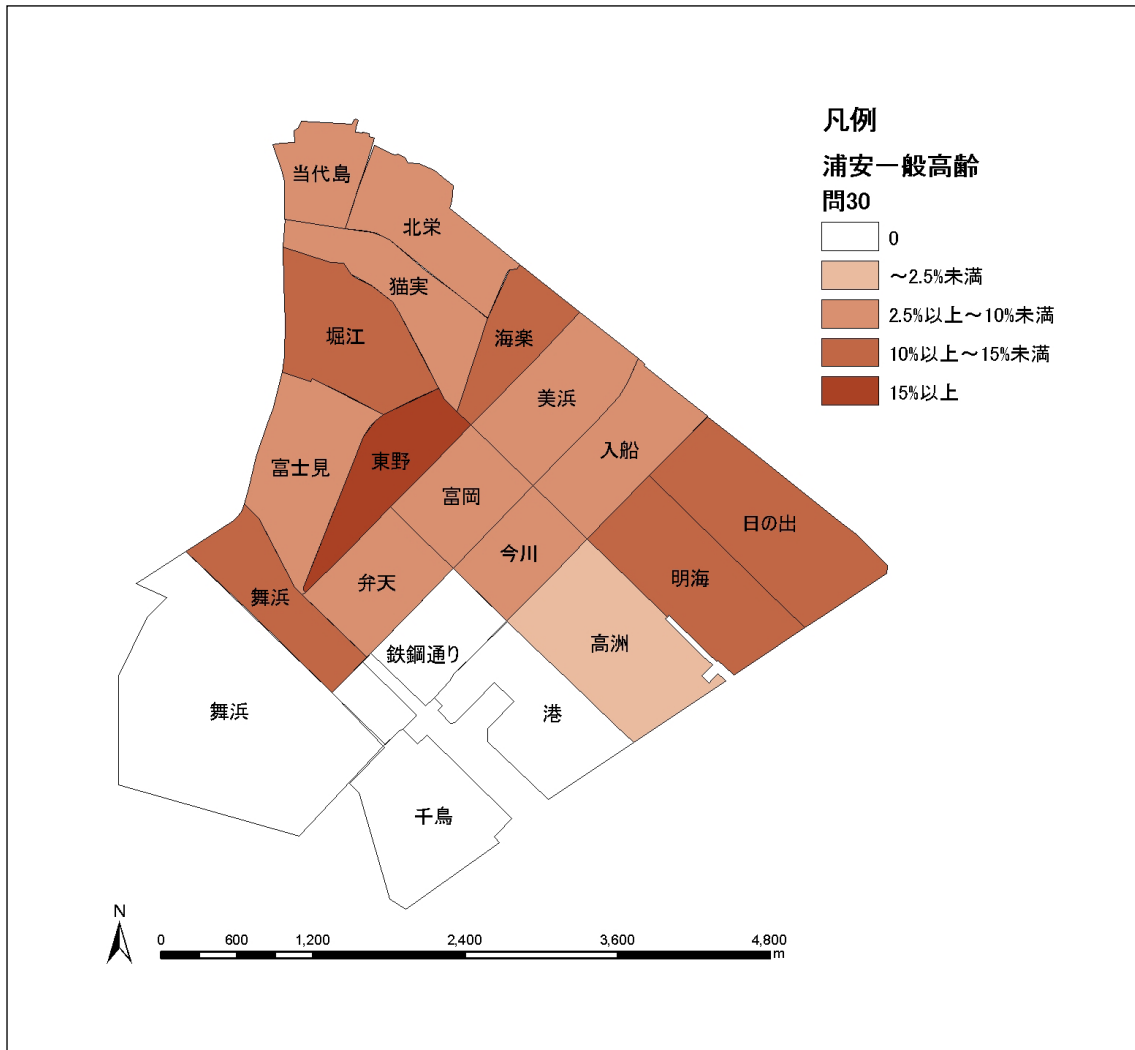 凡例
浦安一般高齢
問30
0
～2.5%未満
2.5%以上～10%未満
10%以上～15%未満
15%以上
当代島
北栄
猫実
堀江
海楽
美浜
東野
入船
富士見
富岡
日の出
今川
明海
弁天
舞浜
高洲
鉄鋼通り
舞浜
港
千鳥
N
0 600 1,200 2,400 3,600 4,800
m